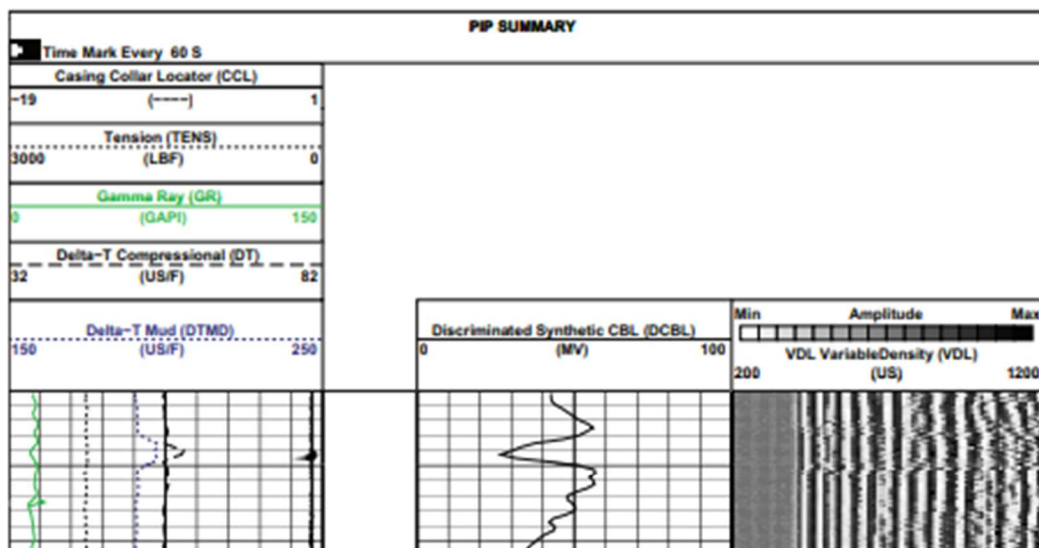 PIP SUMMARY
Time Mark Every 60 S
Casing Collar Locator (CCL)
−19 (----) 1
Tension (TENS)
3000 (LBF) 0
Gamma Ray (GR)
0 (GAPI) 150
Delta−T Compressional (DT)
32 (US/F) 82
Delta−T Mud (DTMD)
150 (US/F) 250
Discriminated Synthetic CBL (DCBL)
0 (MV) 100
Min Amplitude Max
VDL VariableDensity (VDL)
200 (US) 1200